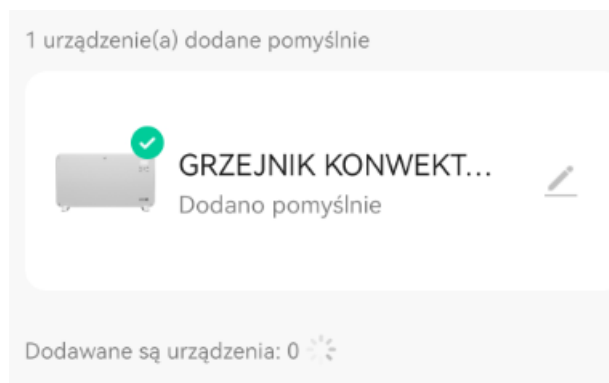 1 urządzenie(a) dodane pomyślnie
GRZEJNIK KONWEKT...
Dodano pomyślnie
Dodawane są urządzenia: 0